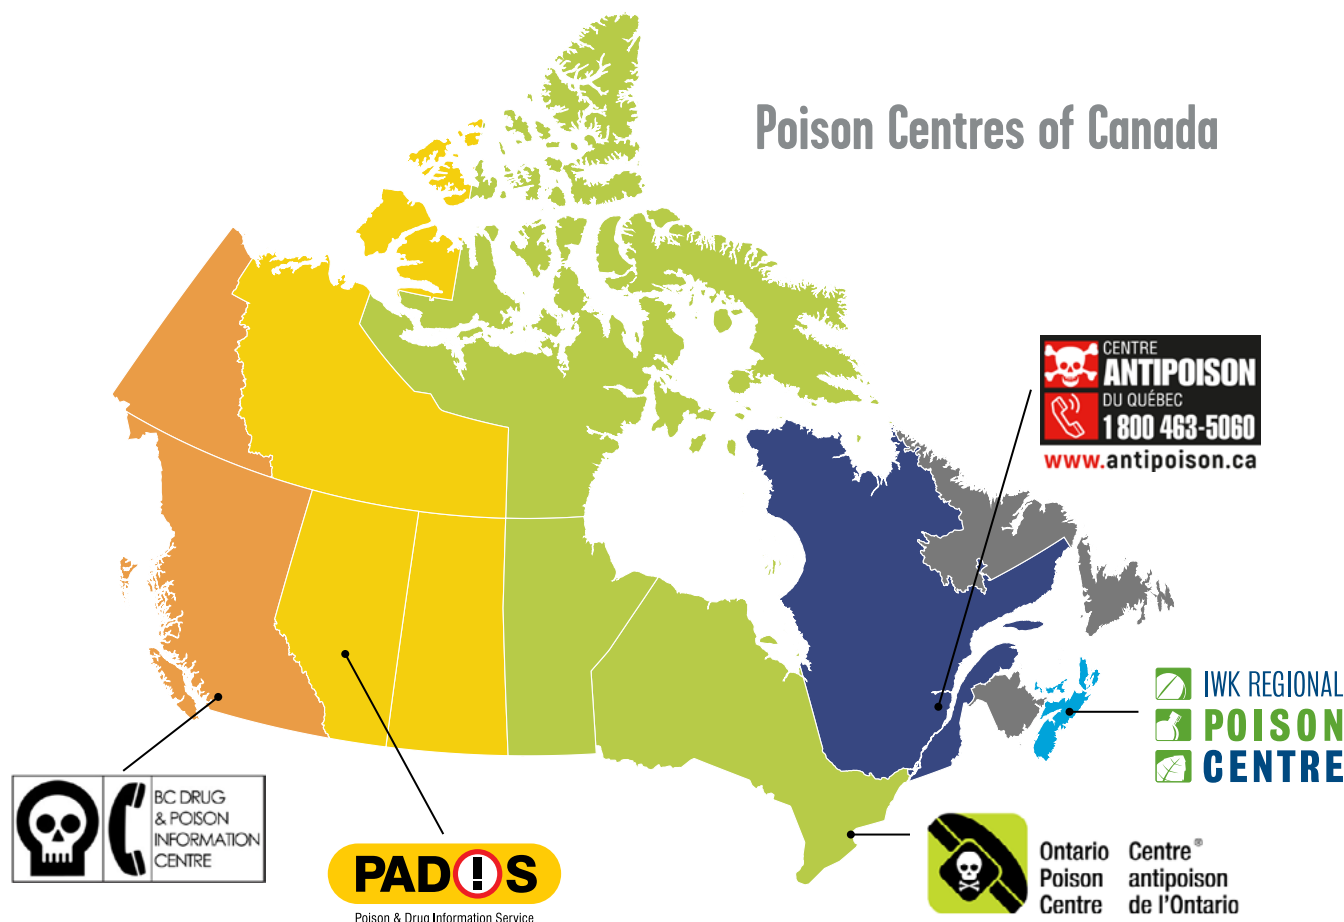 Poison Centres of Canada
CENTRE
ANTIPOISON
DU QUÉBEC
1 800 463-5060
www.antipoison.ca
IWK REGIONAL
POISON
CENTRE
BC DRUG
& POISON
INFORMATION
CENTRE
PAD!S
Poison & Drug Information Service
Ontario
Poison
Centre
Centre®
antipoison
de l'Ontario